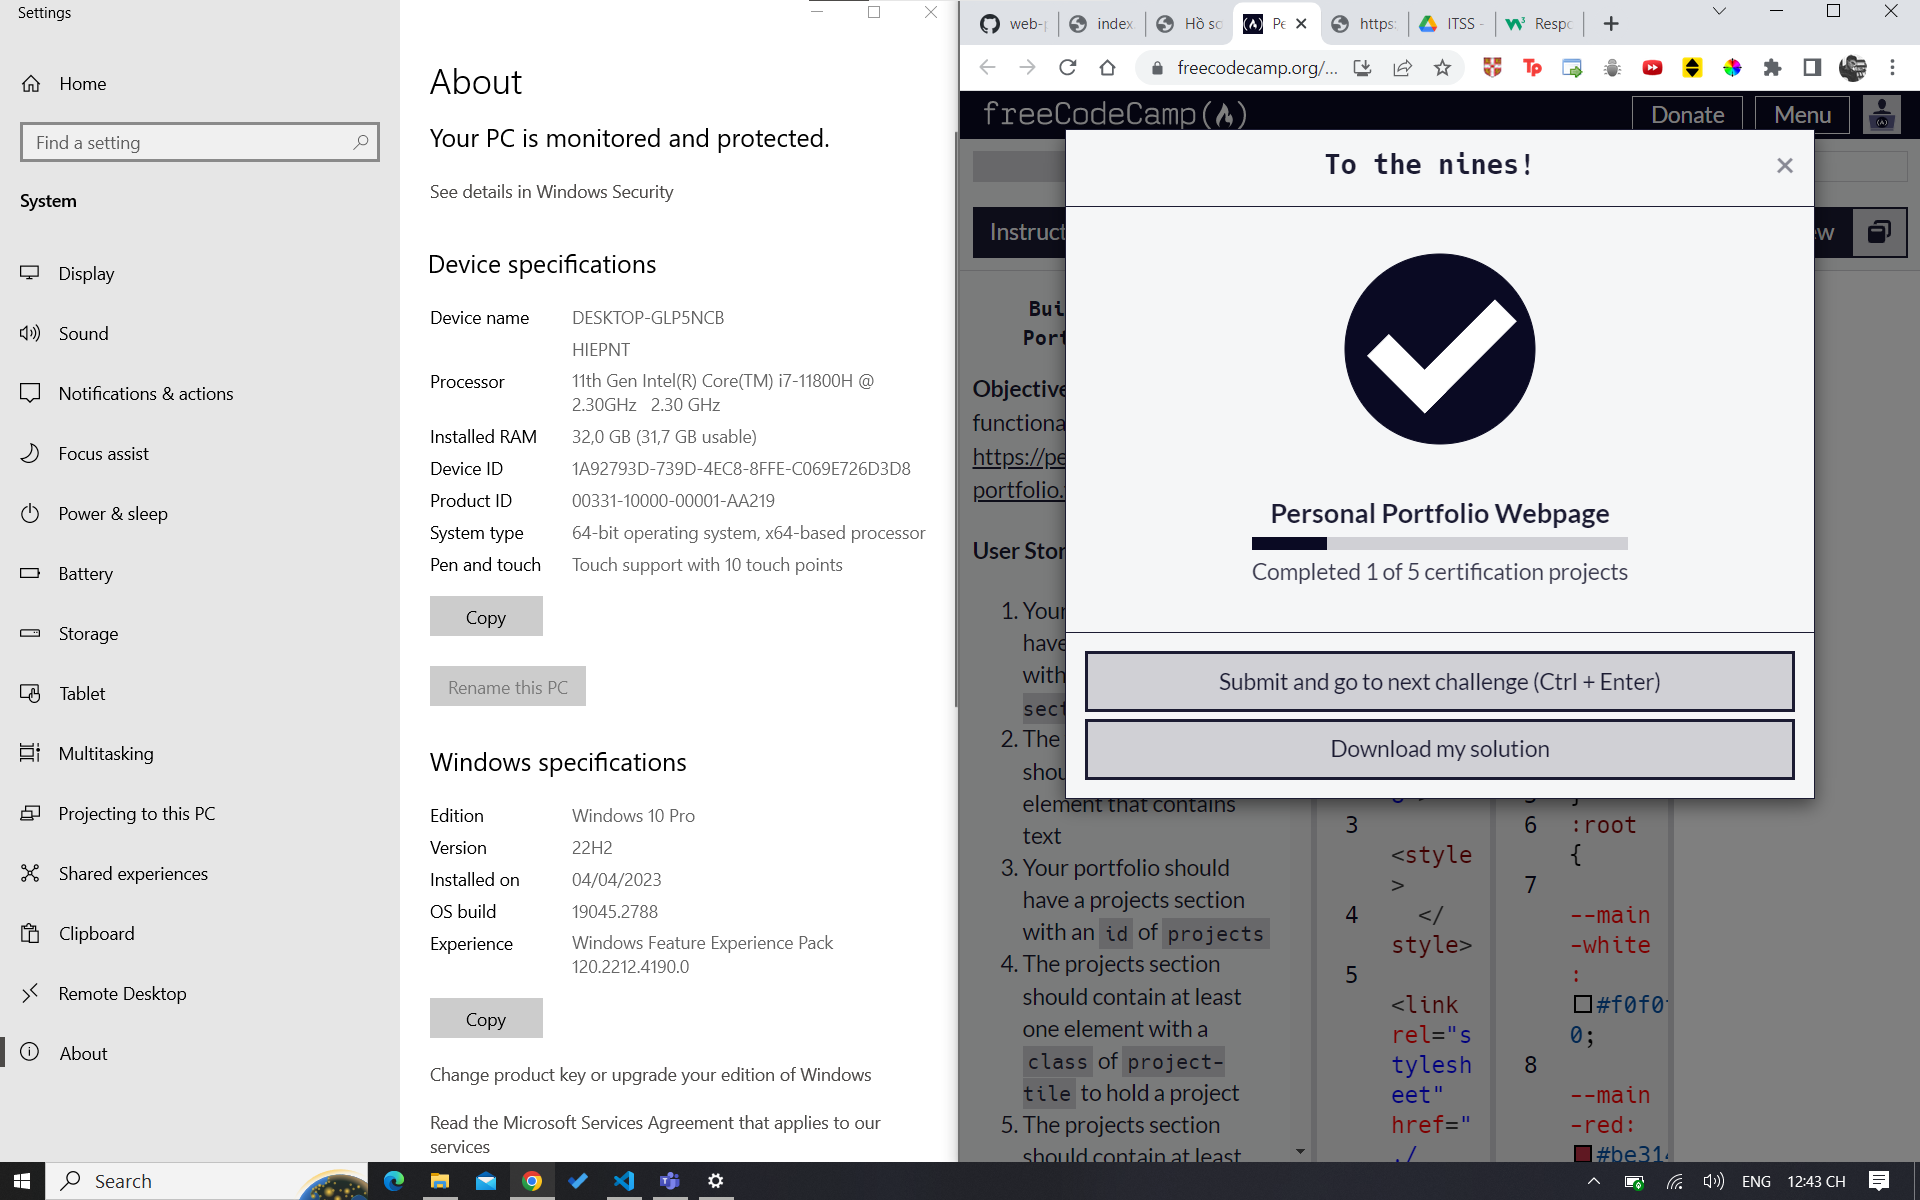 Settings
Home
Find a setting
System
Display
Sound
Notifications & actions
Focus assist
Power & sleep
Battery
Storage
Tablet
Multitasking
Projecting to this PC
Shared experiences
Clipboard
Remote Desktop
About
About
Your PC is monitored and protected.
See details in Windows Security
Device specifications
Device name DESKTOP-GLP5NCB
HIEPNT
Processor 11th Gen Intel(R) Core(TM) i7-11800H @
2.30GHz 2.30 GHz
Installed RAM 32,0 GB (31,7 GB usable)
Device ID 1A92793D-739D-4EC8-8FFE-C069E726D3D8
Product ID 00331-10000-00001-AA219
System type 64-bit operating system, x64-based processor
Pen and touch Touch support with 10 touch points
Copy
Rename this PC
Windows specifications
Edition Windows 10 Pro
Version 22H2
Installed on 04/04/2023
OS build 19045.2788
Experience Windows Feature Experience Pack
120.2212.4190.0
Copy
Change product key or upgrade your edition of Windows
Read the Microsoft Services Agreement that applies to our
services
web- index. Hồ sơ Pe https: ITSS - Respo
freecodecamp.org/...
freeCodeCamp(🔥)
Donate
Menu
To the nines!
Instruct ew
Personal Portfolio Webpage
Completed 1 of 5 certification projects
Submit and go to next challenge (Ctrl + Enter)
Download my solution
Bui
Port
Objective
functiona
https://pe
portfolio.
User Stor
1. Your
have
with
sect
2. The
shou
element that contains
text
3. Your portfolio should
have a projects section
with an id of projects
4. The projects section
should contain at least
one element with a
class of project-
tile to hold a project
5. The projects section
should contain at least
3
<style
>
4 </
style>
5
<link
rel="s
tylesh
eet"
href="
./
6 :root
{
7
--main
-white
:
#f0f0f
0;
8
--main
-red:
#be314
Search
ENG
12:43 CH